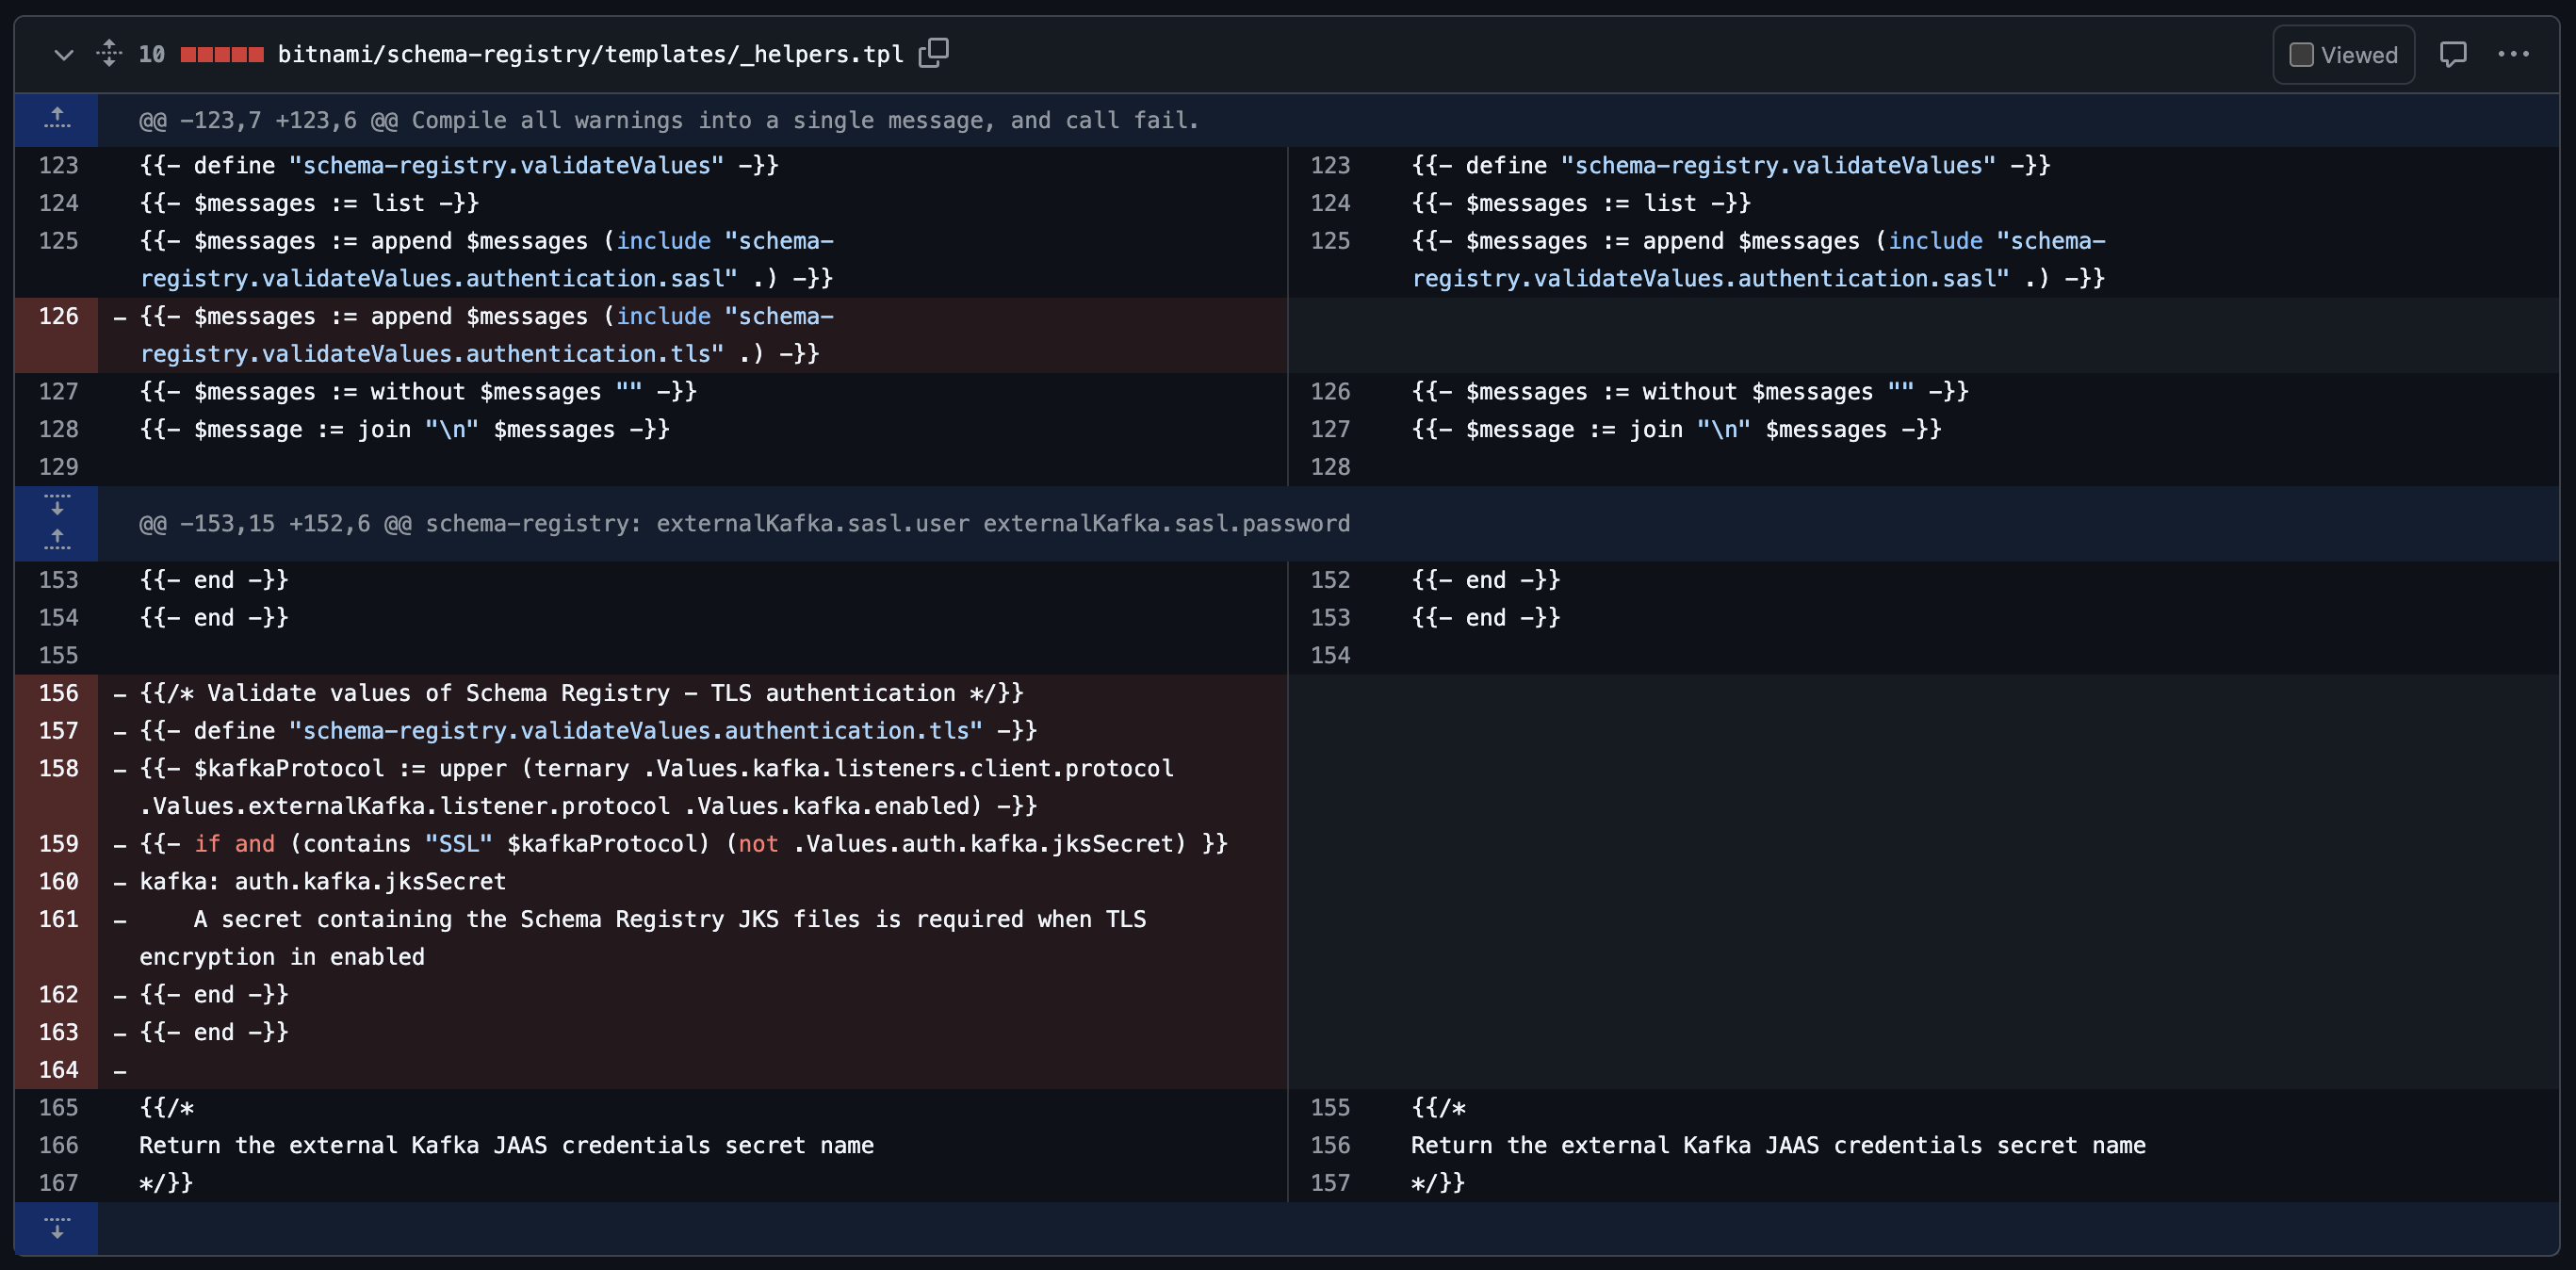 10 bitnami/schema-registry/templates/_helpers.tpl Viewed
@@ -123,7 +123,6 @@ Compile all warnings into a single message, and call fail.
123 {{- define "schema-registry.validateValues" -}}
124 {{- $messages := list -}}
125 {{- $messages := append $messages (include "schema-
registry.validateValues.authentication.sasl" .) -}}
126 - {{- $messages := append $messages (include "schema-
registry.validateValues.authentication.tls" .) -}}
127 {{- $messages := without $messages "" -}}
128 {{- $message := join "\n" $messages -}}
129
123 {{- define "schema-registry.validateValues" -}}
124 {{- $messages := list -}}
125 {{- $messages := append $messages (include "schema-
registry.validateValues.authentication.sasl" .) -}}
126 {{- $messages := without $messages "" -}}
127 {{- $message := join "\n" $messages -}}
128
@@ -153,15 +152,6 @@ schema-registry: externalKafka.sasl.user externalKafka.sasl.password
153 {{- end -}}
154 {{- end -}}
155
156 - {{/* Validate values of Schema Registry - TLS authentication */}}
157 - {{- define "schema-registry.validateValues.authentication.tls" -}}
158 - {{- $kafkaProtocol := upper (ternary .Values.kafka.listeners.client.protocol
.Values.externalKafka.listener.protocol .Values.kafka.enabled) -}}
159 - {{- if and (contains "SSL" $kafkaProtocol) (not .Values.auth.kafka.jksSecret) }}
160 - kafka: auth.kafka.jksSecret
161 - A secret containing the Schema Registry JKS files is required when TLS
encryption in enabled
162 - {{- end -}}
163 - {{- end -}}
164 -
165 {{/*
166 Return the external Kafka JAAS credentials secret name
167 */}}
152 {{- end -}}
153 {{- end -}}
154
155 {{/*
156 Return the external Kafka JAAS credentials secret name
157 */}}